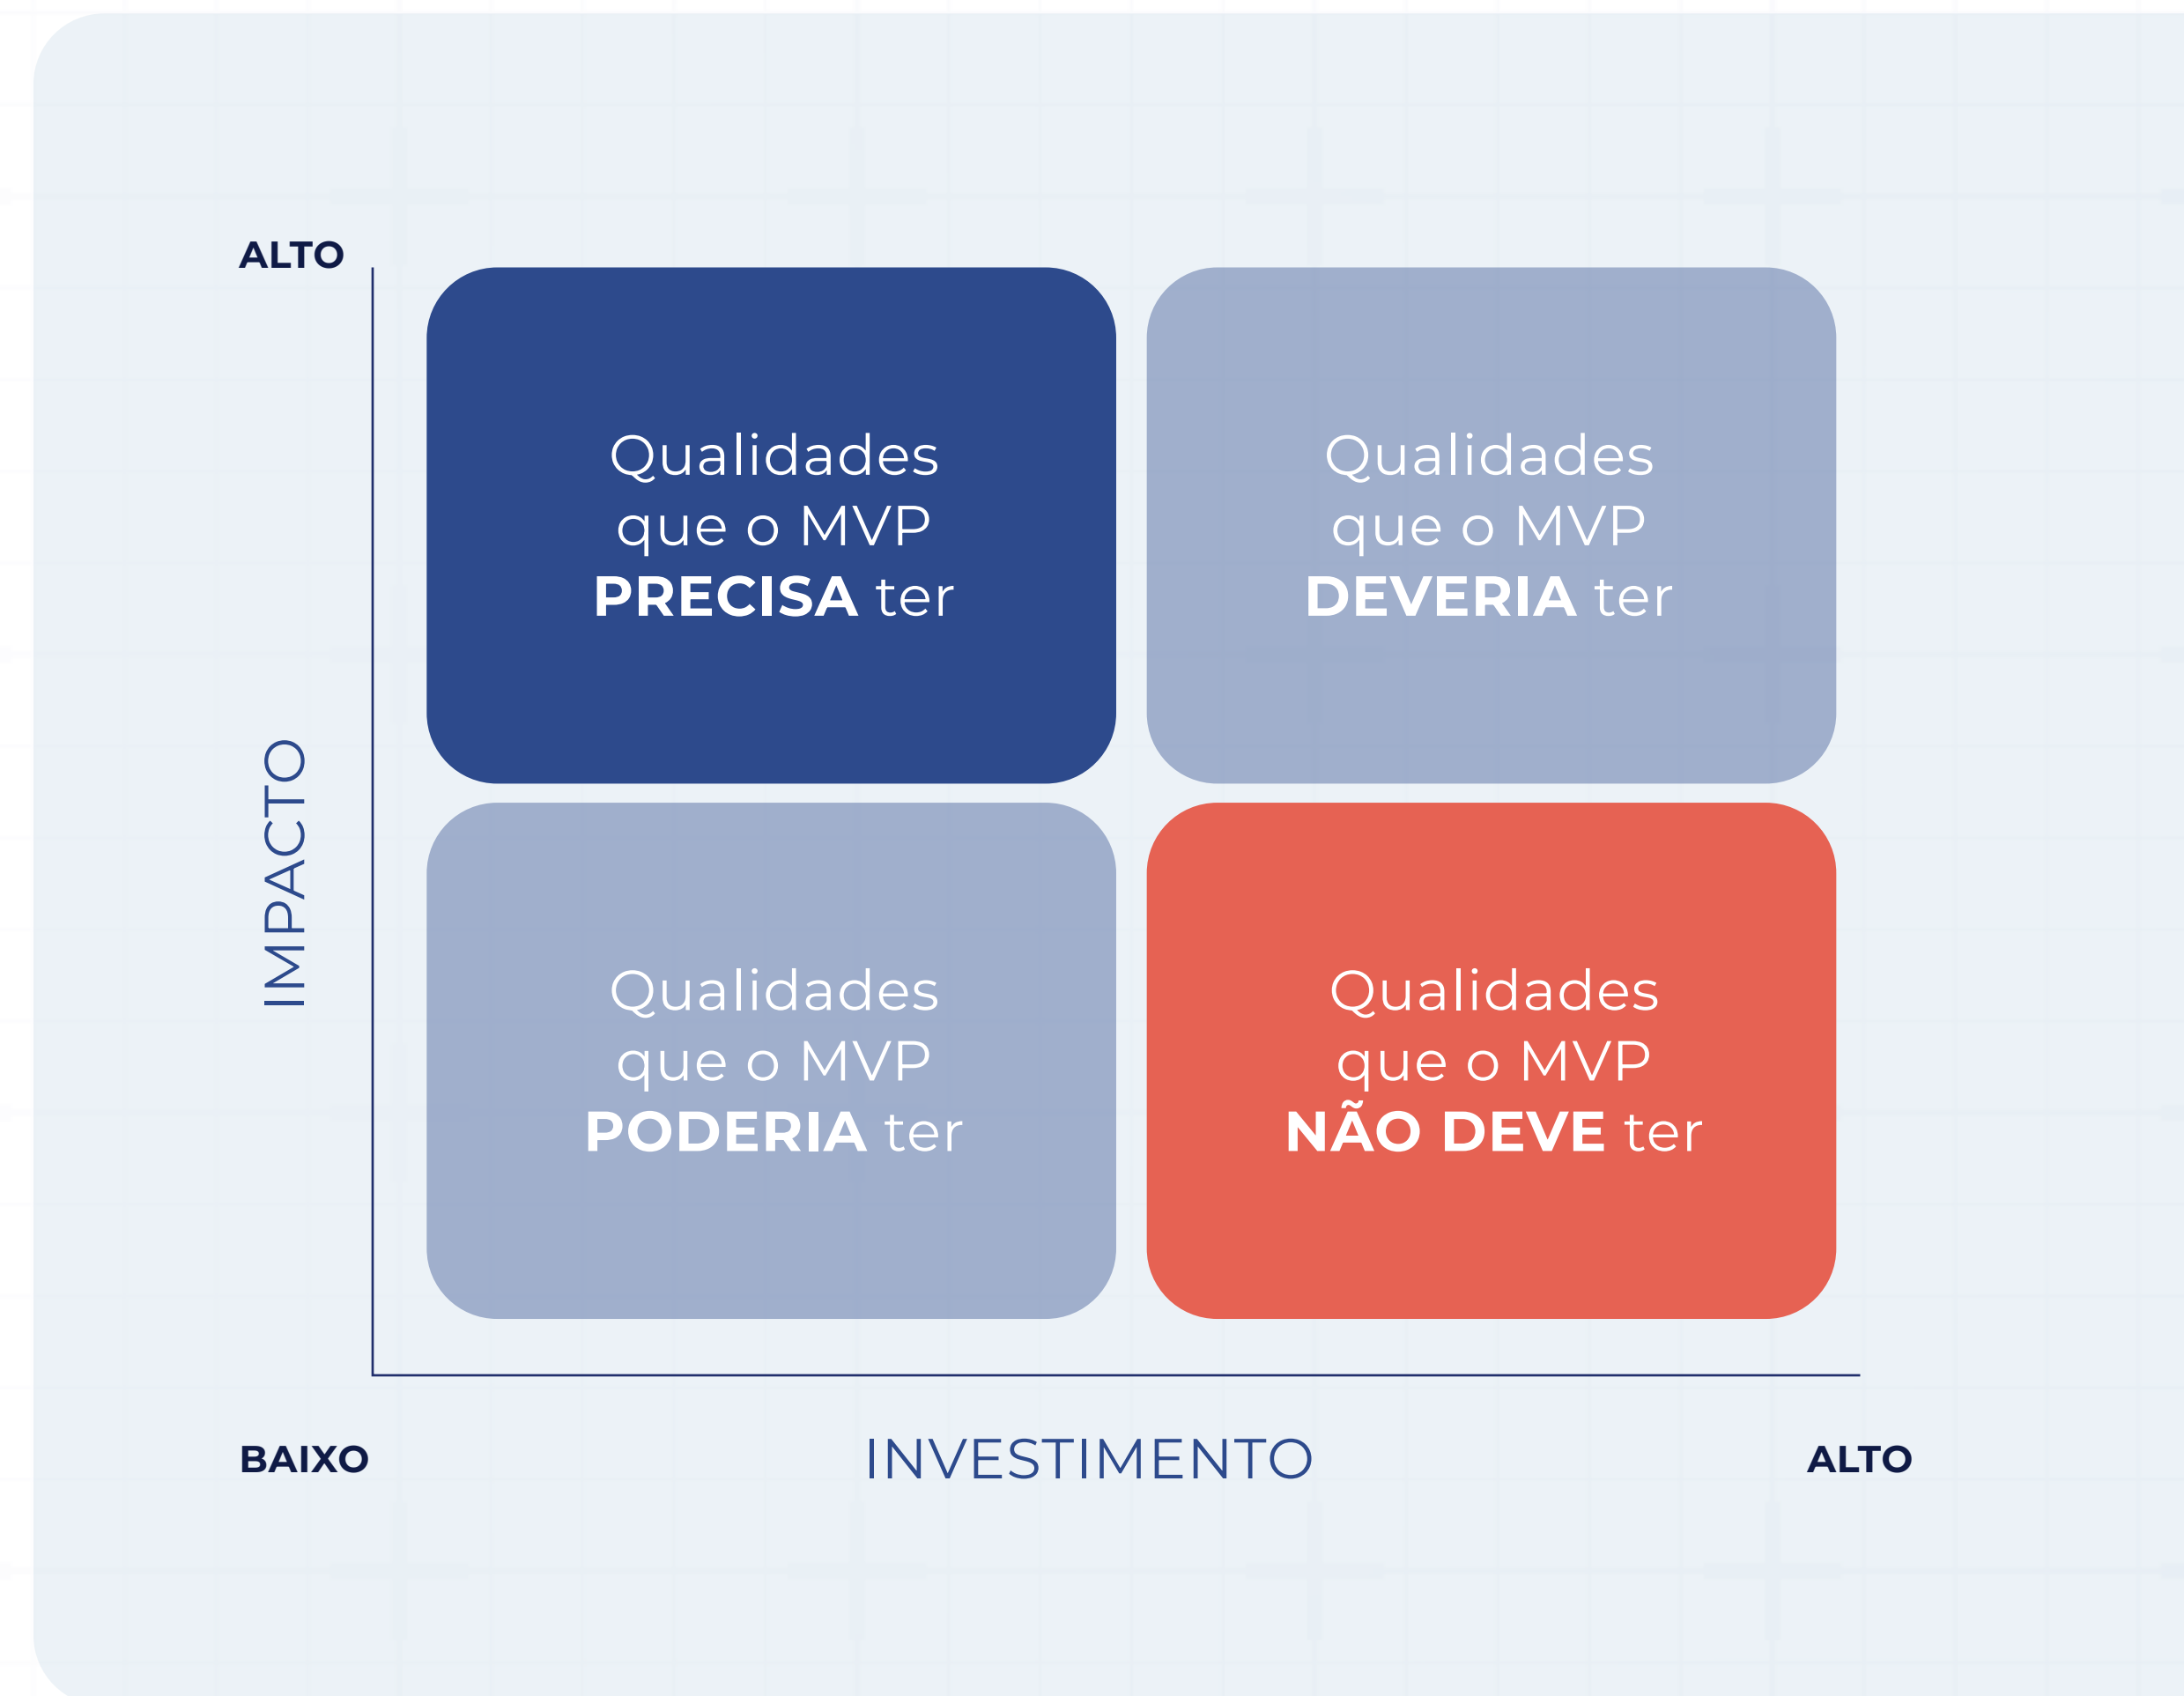 ALTO
Qualidades
que o MVP
PRECISA ter
Qualidades
que o MVP
DEVERIA ter
IMPACTO
Qualidades
que o MVP
PODERIA ter
Qualidades
que o MVP
NÃO DEVE ter
BAIXO
INVESTIMENTO
ALTO